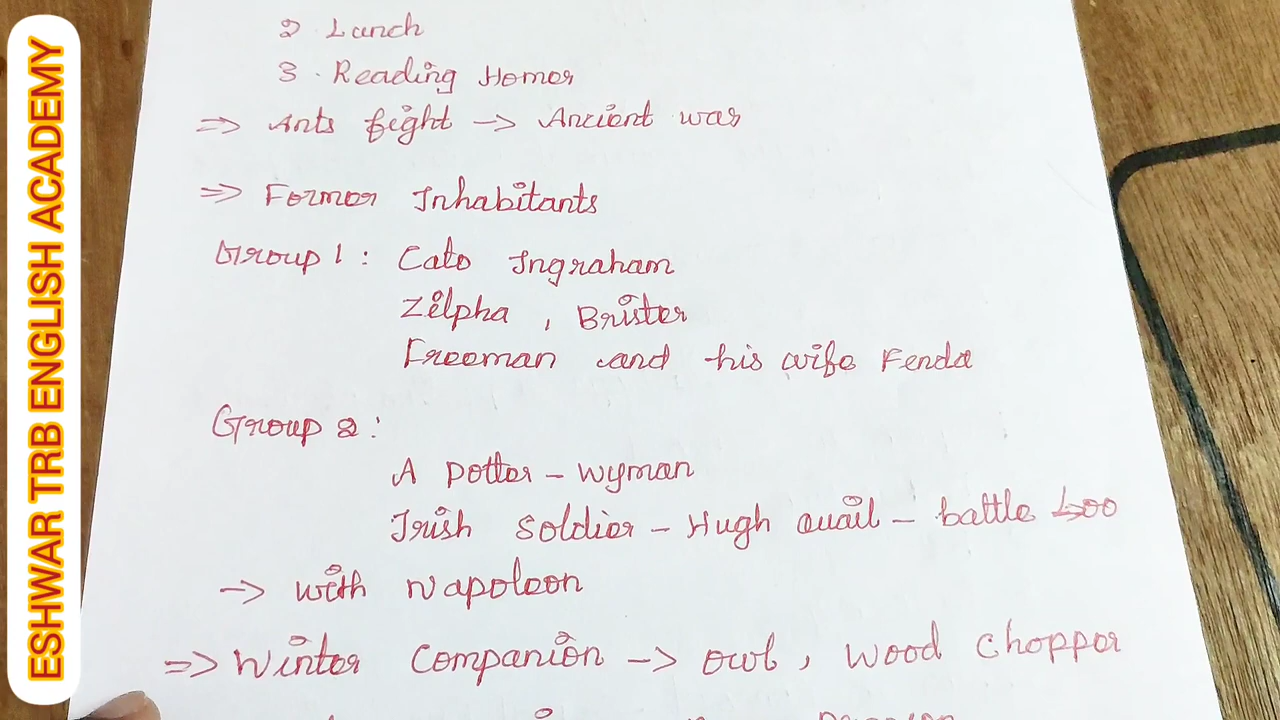 ESHWAR TRB ENGLISH ACADEMY
2 Lunch
3. Reading Homer
⇒ Ants fight → Ancient war
⇒ Former Inhabitants
Group 1: Cato Ingraham
Zilpha, Brister
Freeman and his wife Fenda
Group 2:
A potter - wyman
Irish soldier - Hugh quail - battle Loo
→ with Napoleon
⇒ Winter Companion → owl, wood chopper